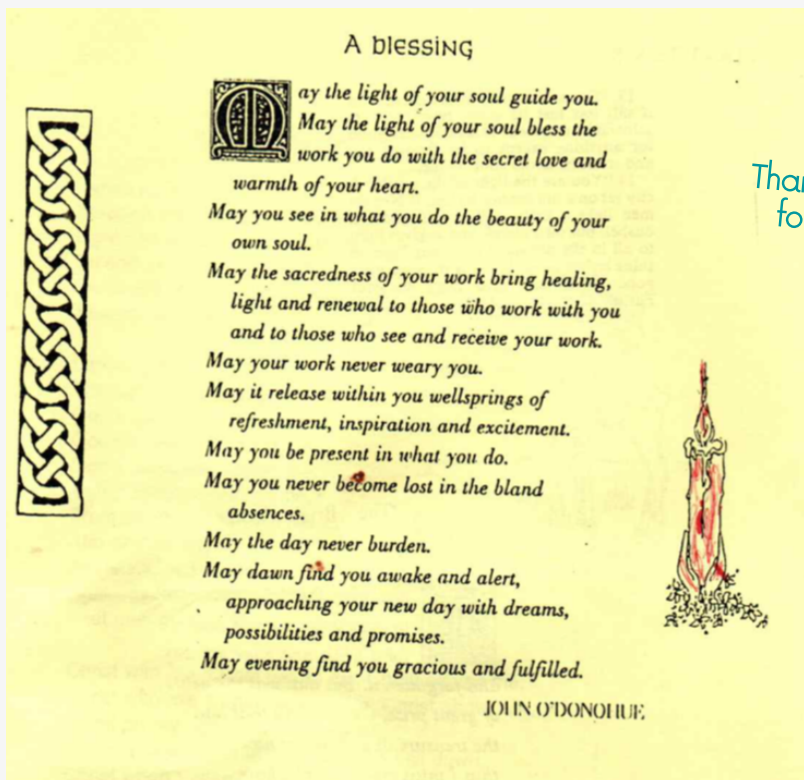 A blessing
May the light of your soul guide you.
May the light of your soul bless the
work you do with the secret love and
warmth of your heart.
May you see in what you do the beauty of your
own soul.
May the sacredness of your work bring healing,
light and renewal to those who work with you
and to those who see and receive your work.
May your work never weary you.
May it release within you wellsprings of
refreshment, inspiration and excitement.
May you be present in what you do.
May you never become lost in the bland
absences.
May the day never burden.
May dawn find you awake and alert,
approaching your new day with dreams,
possibilities and promises.
May evening find you gracious and fulfilled.
JOHN O'DONOHUE